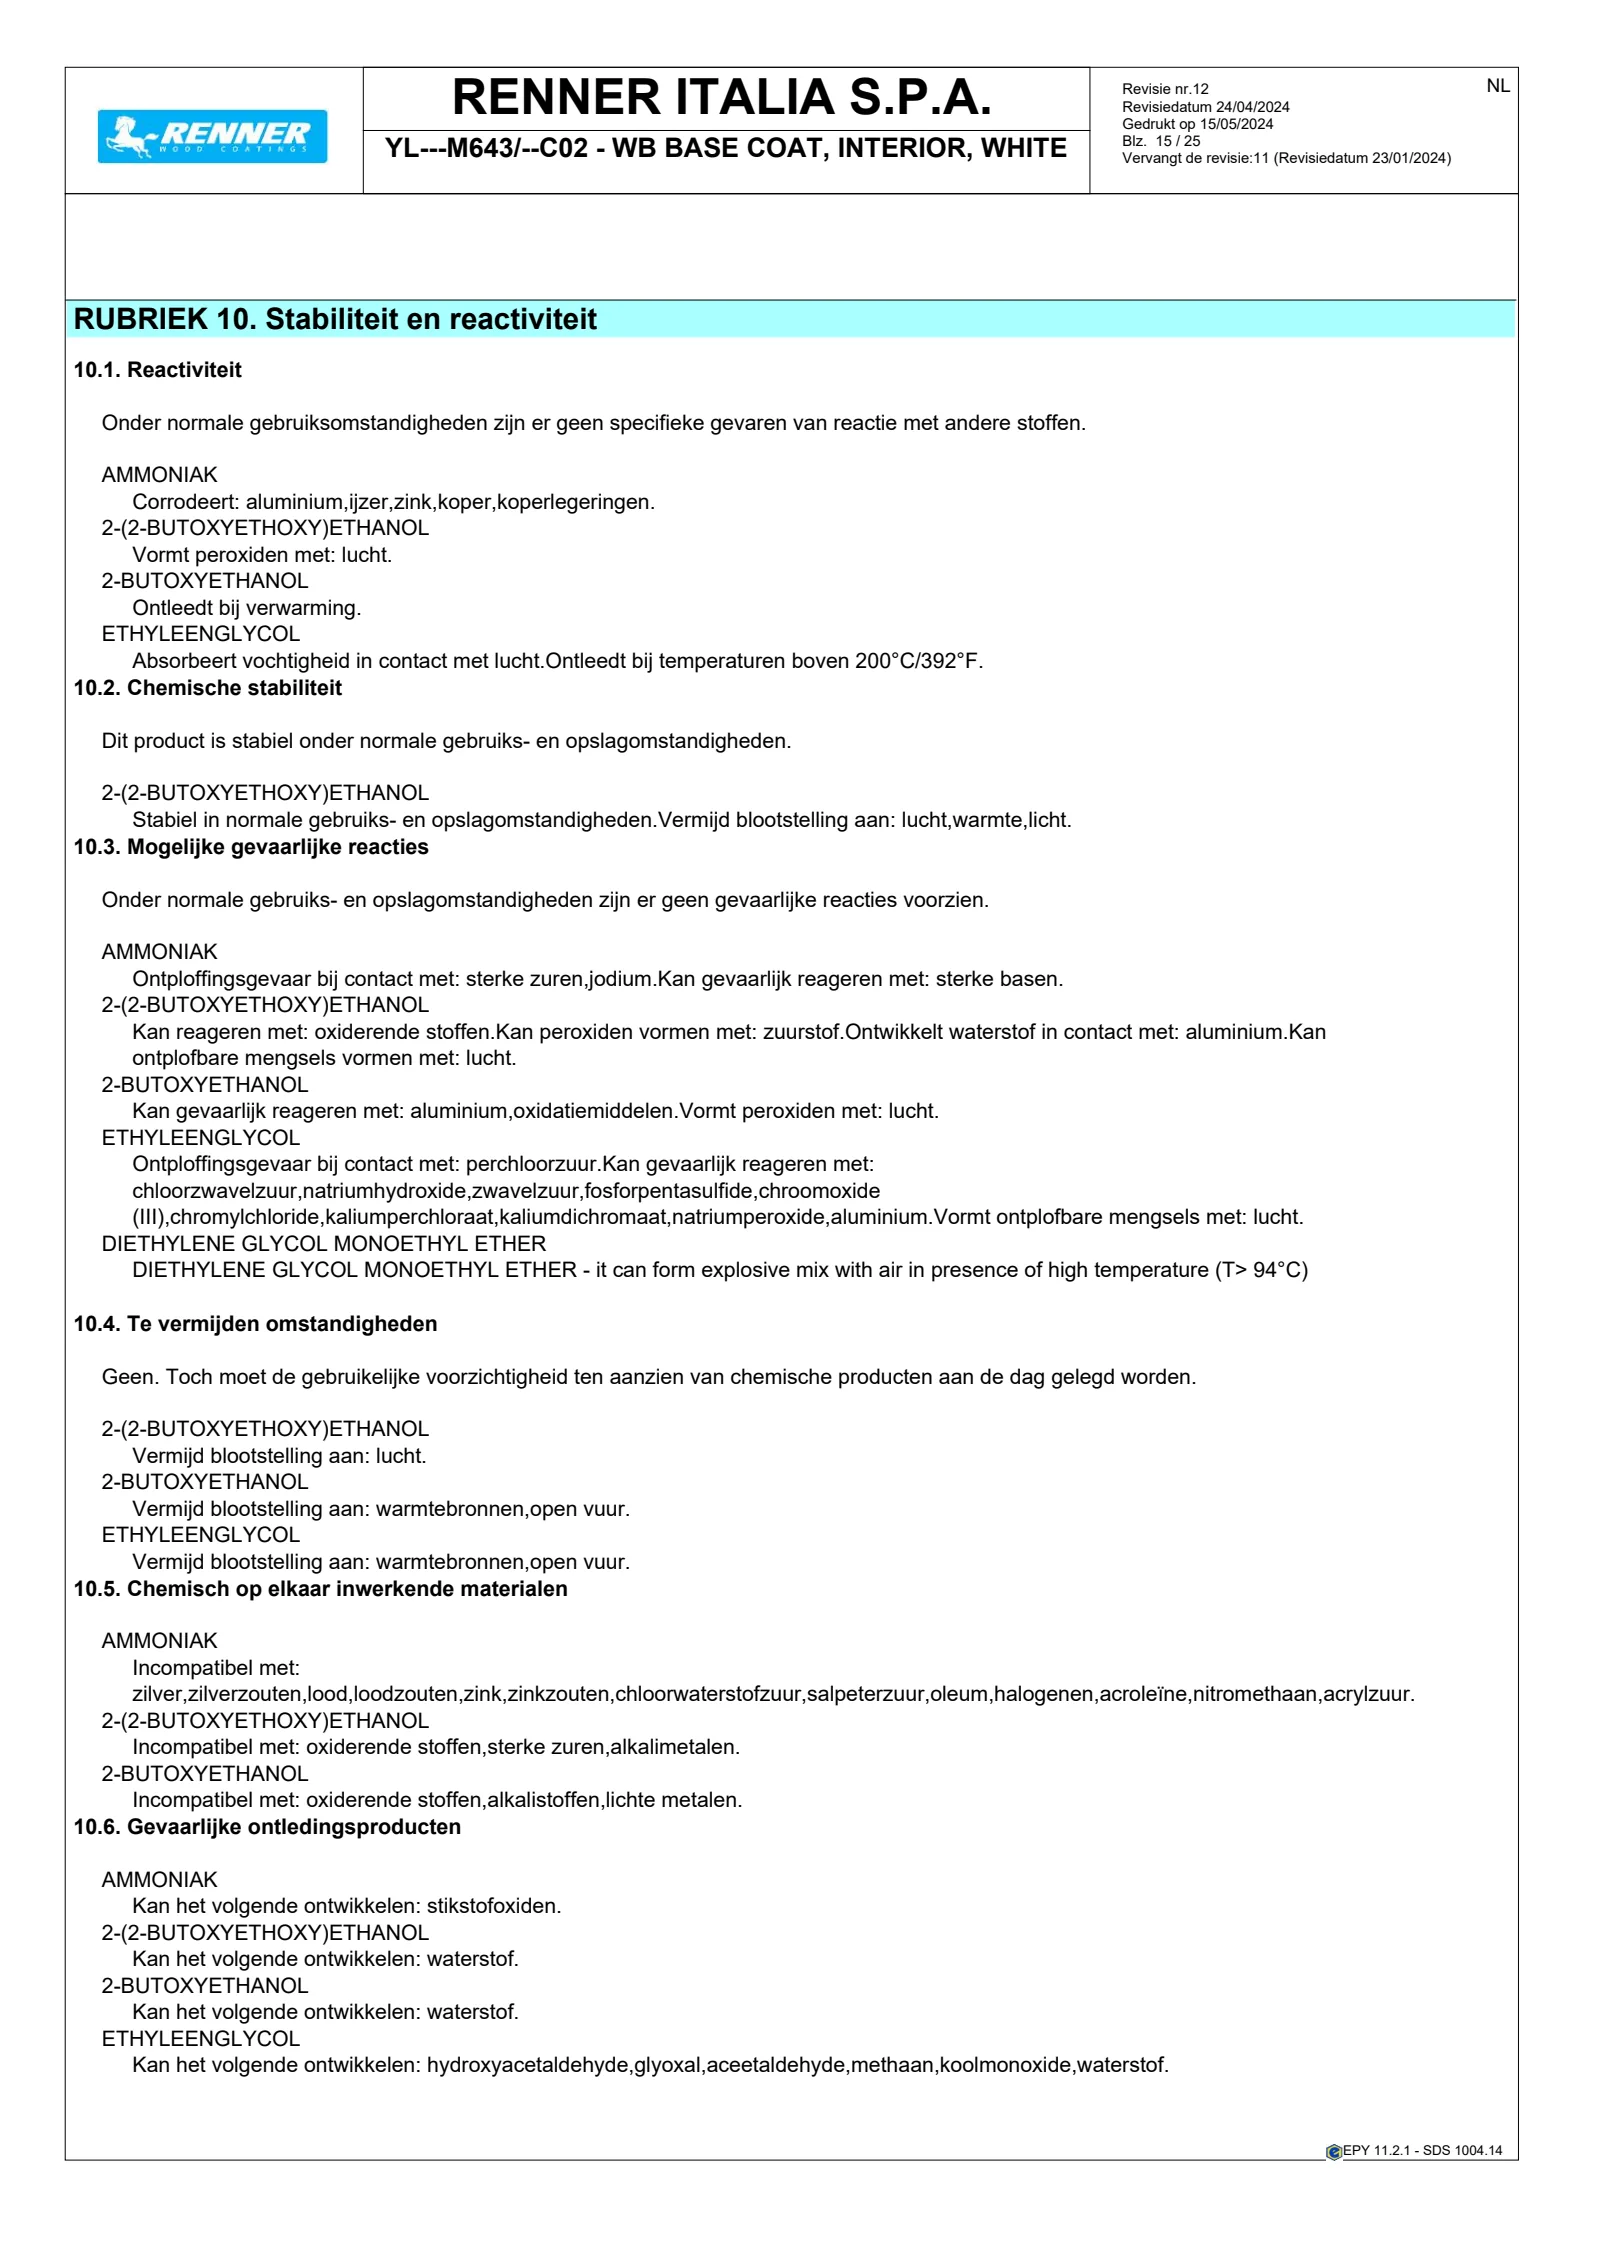 RENNER
WOOD COATINGS
RENNER ITALIA S.P.A.
YL---M643/--C02 - WB BASE COAT, INTERIOR, WHITE
Revisie nr.12
Revisiedatum 24/04/2024
Gedrukt op 15/05/2024
Blz. 15 / 25
Vervangt de revisie:11 (Revisiedatum 23/01/2024)
NL
RUBRIEK 10. Stabiliteit en reactiviteit
10.1. Reactiviteit
Onder normale gebruiksomstandigheden zijn er geen specifieke gevaren van reactie met andere stoffen.
AMMONIAK
Corrodeert: aluminium,ijzer,zink,koper,koperlegeringen.
2-(2-BUTOXYETHOXY)ETHANOL
Vormt peroxiden met: lucht.
2-BUTOXYETHANOL
Ontleedt bij verwarming.
ETHYLEENGLYCOL
Absorbeert vochtigheid in contact met lucht.Ontleedt bij temperaturen boven 200°C/392°F.
10.2. Chemische stabiliteit
Dit product is stabiel onder normale gebruiks- en opslagomstandigheden.
2-(2-BUTOXYETHOXY)ETHANOL
Stabiel in normale gebruiks- en opslagomstandigheden.Vermijd blootstelling aan: lucht,warmte,licht.
10.3. Mogelijke gevaarlijke reacties
Onder normale gebruiks- en opslagomstandigheden zijn er geen gevaarlijke reacties voorzien.
AMMONIAK
Ontploffingsgevaar bij contact met: sterke zuren,jodium.Kan gevaarlijk reageren met: sterke basen.
2-(2-BUTOXYETHOXY)ETHANOL
Kan reageren met: oxiderende stoffen.Kan peroxiden vormen met: zuurstof.Ontwikkelt waterstof in contact met: aluminium.Kan
ontplofbare mengsels vormen met: lucht.
2-BUTOXYETHANOL
Kan gevaarlijk reageren met: aluminium,oxidatiemiddelen.Vormt peroxiden met: lucht.
ETHYLEENGLYCOL
Ontploffingsgevaar bij contact met: perchloorzuur.Kan gevaarlijk reageren met:
chloorzwavelzuur,natriumhydroxide,zwavelzuur,fosforpentasulfide,chroomoxide
(III),chromylchloride,kaliumperchloraat,kaliumdichromaat,natriumperoxide,aluminium.Vormt ontplofbare mengsels met: lucht.
DIETHYLENE GLYCOL MONOETHYL ETHER
DIETHYLENE GLYCOL MONOETHYL ETHER - it can form explosive mix with air in presence of high temperature (T> 94°C)
10.4. Te vermijden omstandigheden
Geen. Toch moet de gebruikelijke voorzichtigheid ten aanzien van chemische producten aan de dag gelegd worden.
2-(2-BUTOXYETHOXY)ETHANOL
Vermijd blootstelling aan: lucht.
2-BUTOXYETHANOL
Vermijd blootstelling aan: warmtebronnen,open vuur.
ETHYLEENGLYCOL
Vermijd blootstelling aan: warmtebronnen,open vuur.
10.5. Chemisch op elkaar inwerkende materialen
AMMONIAK
Incompatibel met:
zilver,zilverzouten,lood,loodzouten,zink,zinkzouten,chloorwaterstofzuur,salpeterzuur,oleum,halogenen,acroleïne,nitromethaan,acrylzuur.
2-(2-BUTOXYETHOXY)ETHANOL
Incompatibel met: oxiderende stoffen,sterke zuren,alkalimetalen.
2-BUTOXYETHANOL
Incompatibel met: oxiderende stoffen,alkalistoffen,lichte metalen.
10.6. Gevaarlijke ontledingsproducten
AMMONIAK
Kan het volgende ontwikkelen: stikstofoxiden.
2-(2-BUTOXYETHOXY)ETHANOL
Kan het volgende ontwikkelen: waterstof.
2-BUTOXYETHANOL
Kan het volgende ontwikkelen: waterstof.
ETHYLEENGLYCOL
Kan het volgende ontwikkelen: hydroxyacetaldehyde,glyoxal,aceetaldehyde,methaan,koolmonoxide,waterstof.
EPY 11.2.1 - SDS 1004.14